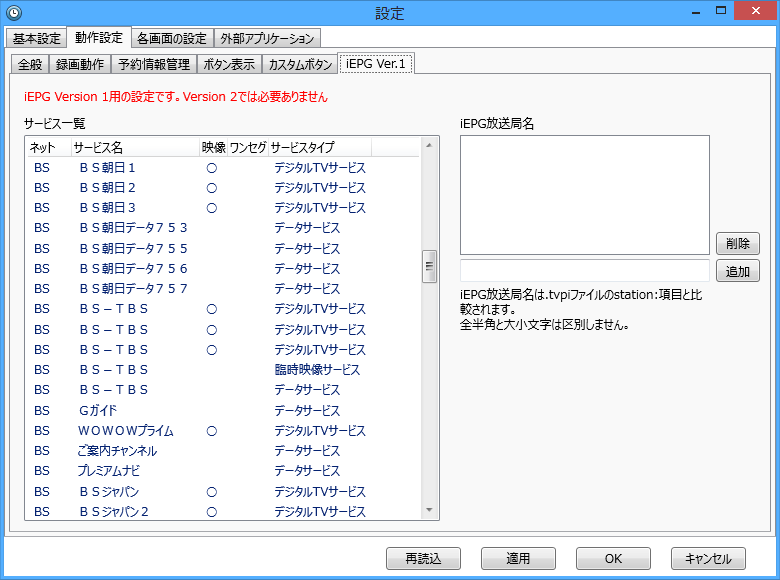 設定
基本設定 動作設定 各画面の設定 外部アプリケーション
全般 録画動作 予約情報管理 ボタン表示 カスタムボタン iEPG Ver.1
iEPG Version 1用の設定です。Version 2では必要ありません
サービス一覧
ネット サービス名 映像 ワンセグ サービスタイプ
BS ＢＳ朝日１ ○ デジタルTVサービス
BS ＢＳ朝日２ ○ デジタルTVサービス
BS ＢＳ朝日３ ○ デジタルTVサービス
BS ＢＳ朝日データ７５３ データサービス
BS ＢＳ朝日データ７５５ データサービス
BS ＢＳ朝日データ７５６ データサービス
BS ＢＳ朝日データ７５７ データサービス
BS ＢＳ－ＴＢＳ ○ デジタルTVサービス
BS ＢＳ－ＴＢＳ ○ デジタルTVサービス
BS ＢＳ－ＴＢＳ ○ デジタルTVサービス
BS ＢＳ－ＴＢＳ 臨時映像サービス
BS ＢＳ－ＴＢＳ データサービス
BS Ｇガイド データサービス
BS ＷＯＷＯＷプライム ○ デジタルTVサービス
BS ご案内チャンネル データサービス
BS プレミアムナビ データサービス
BS ＢＳジャパン ○ デジタルTVサービス
BS ＢＳジャパン２ ○ デジタルTVサービス
iEPG放送局名
削除
追加
iEPG放送局名は.tvpiファイルのstation:項目と比
較されます。
全半角と大小文字は区別しません。
再読込 適用 OK キャンセル